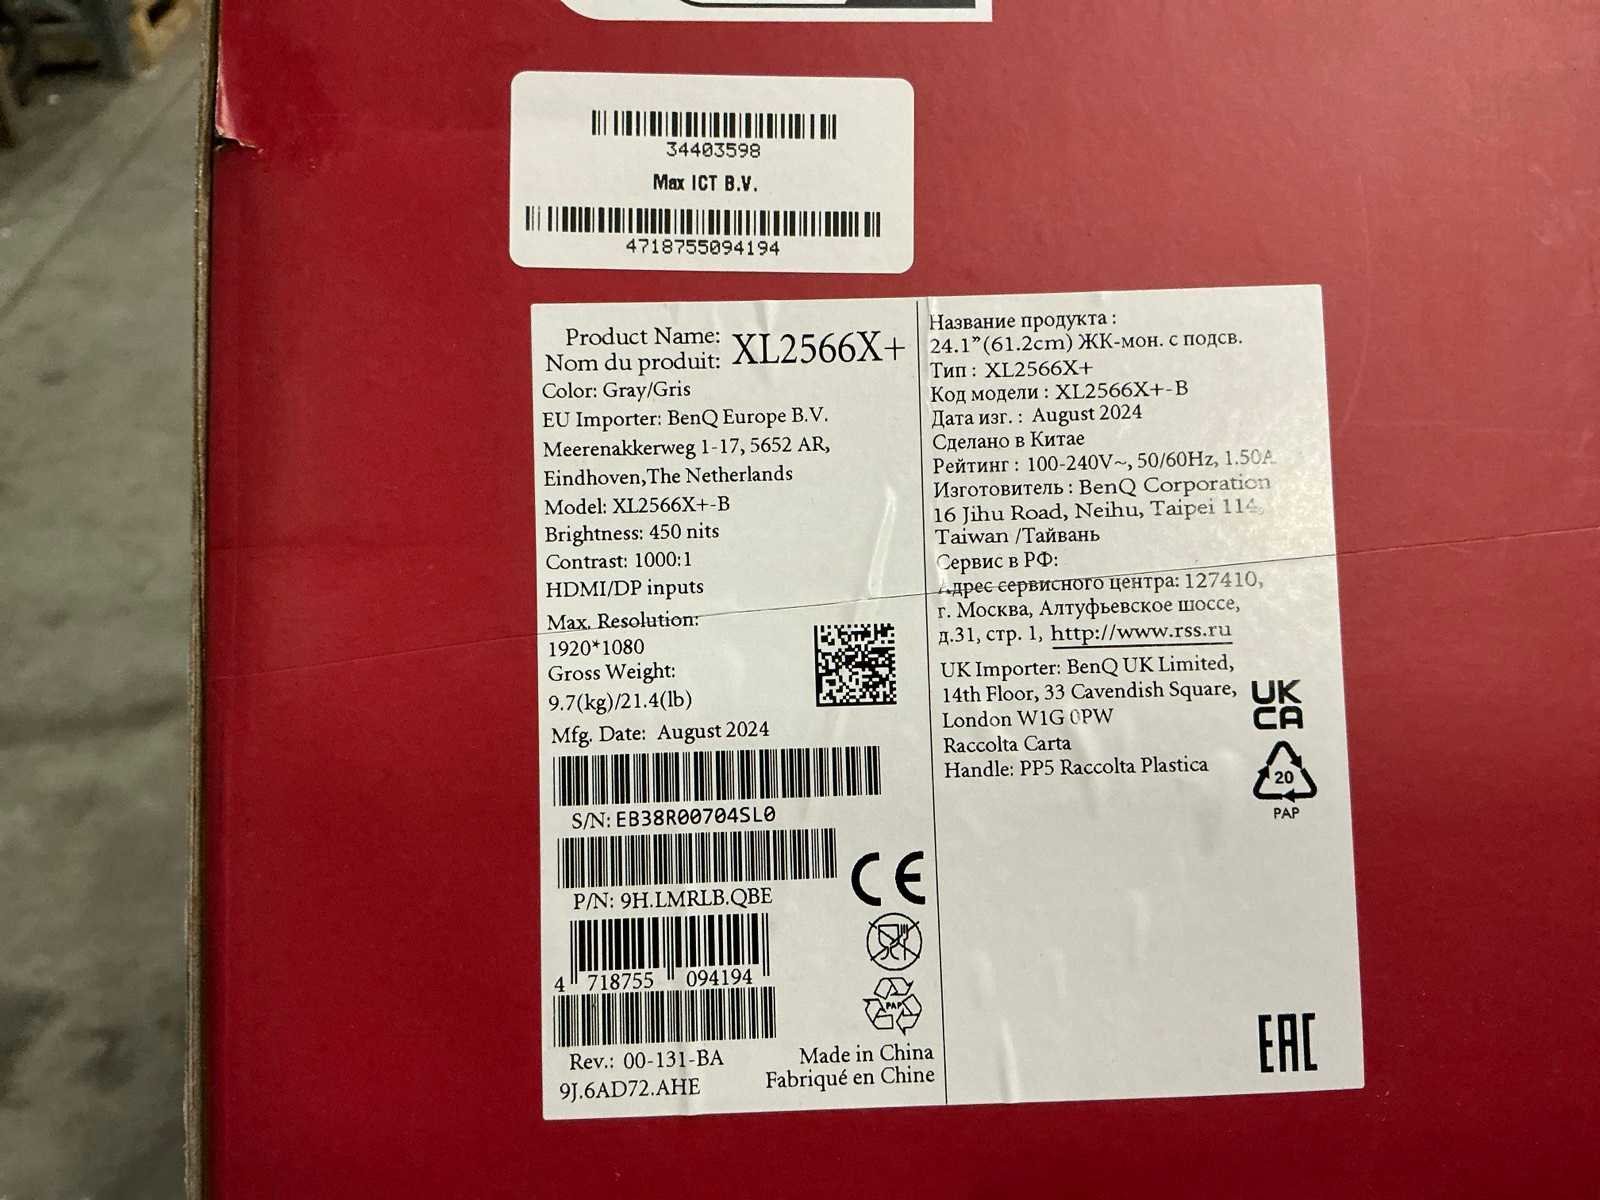 34403598
Max ICT B.V.
4718755094194
Product Name:
Nom du produit:
XL2566X+
Color: Gray/Gris
EU Importer: BenQ Europe B.V.
Meerenakkerweg 1-17, 5652 AR,
Eindhoven,The Netherlands
Model: XL2566X+-B
Brightness: 450 nits
Contrast: 1000:1
HDMI/DP inputs
Max. Resolution:
1920*1080
Gross Weight:
9.7(kg)/21.4(lb)
Mfg. Date: August 2024
S/N: EB38R00704SL0
P/N: 9H.LMRLB.QBE
4 718755 094194
Rev.: 00-131-BA
9J.6AD72.AHE
CE
PAP
Made in China
Fabriqué en Chine
Название продукта :
24.1”(61.2cm) ЖК-мон. с подсв.
Тип : XL2566X+
Код модели : XL2566X+-B
Дата изг. : August 2024
Сделано в Китае
Рейтинг : 100-240V~, 50/60Hz, 1.50A
Изготовитель : BenQ Corporation
16 Jihu Road, Neihu, Taipei 114,
Taiwan /Тайвань
Сервис в РФ:
Адрес сервисного центра: 127410,
г. Москва, Алтуфьевское шоссе,
д.31, стр. 1, http://www.rss.ru
UK Importer: BenQ UK Limited,
14th Floor, 33 Cavendish Square,
London W1G 0PW
Raccolta Carta
Handle: PP5 Raccolta Plastica
UK
CA
20
PAP
EAC